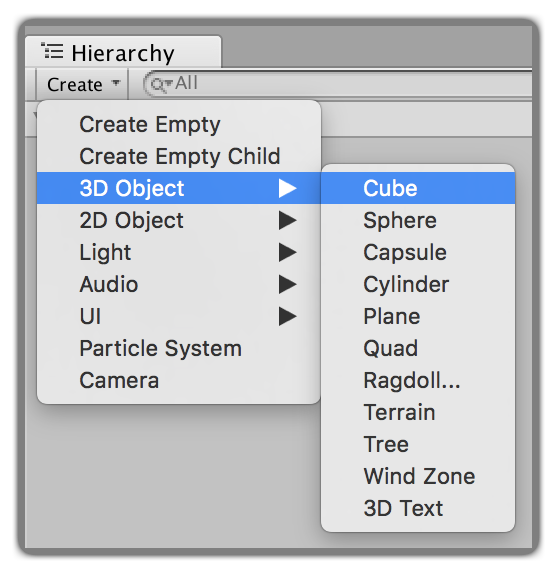 Hierarchy
Create
All
Create Empty
Create Empty Child
3D Object
2D Object
Light
Audio
UI
Particle System
Camera
Cube
Sphere
Capsule
Cylinder
Plane
Quad
Ragdoll...
Terrain
Tree
Wind Zone
3D Text